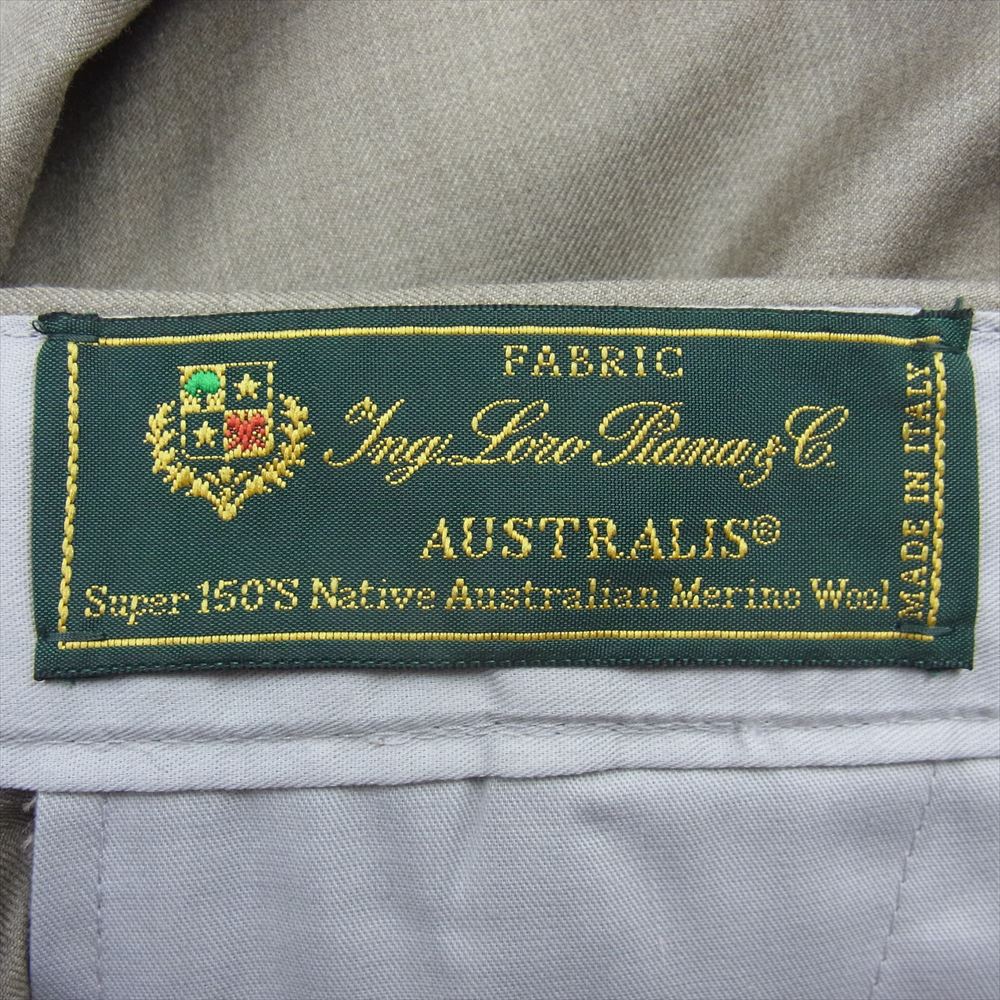 FABRIC
Ing. Loro Piana & C.
AUSTRALIS®
Super 150'S Native Australian Merino Wool
MADE IN ITALY